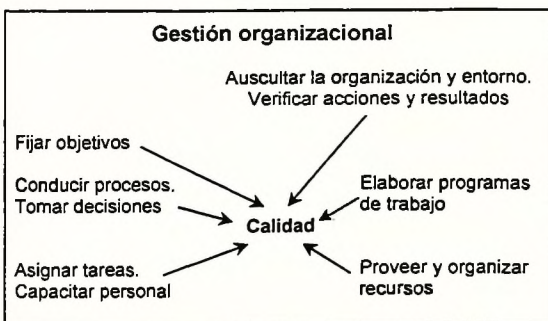 Gestión organizacional
Auscultar la organización y entorno.
Verificar acciones y resultados
Fijar objetivos
Conducir procesos.
Tomar decisiones
Elaborar programas
de trabajo
Calidad
Asignar tareas.
Capacitar personal
Proveer y organizar
recursos